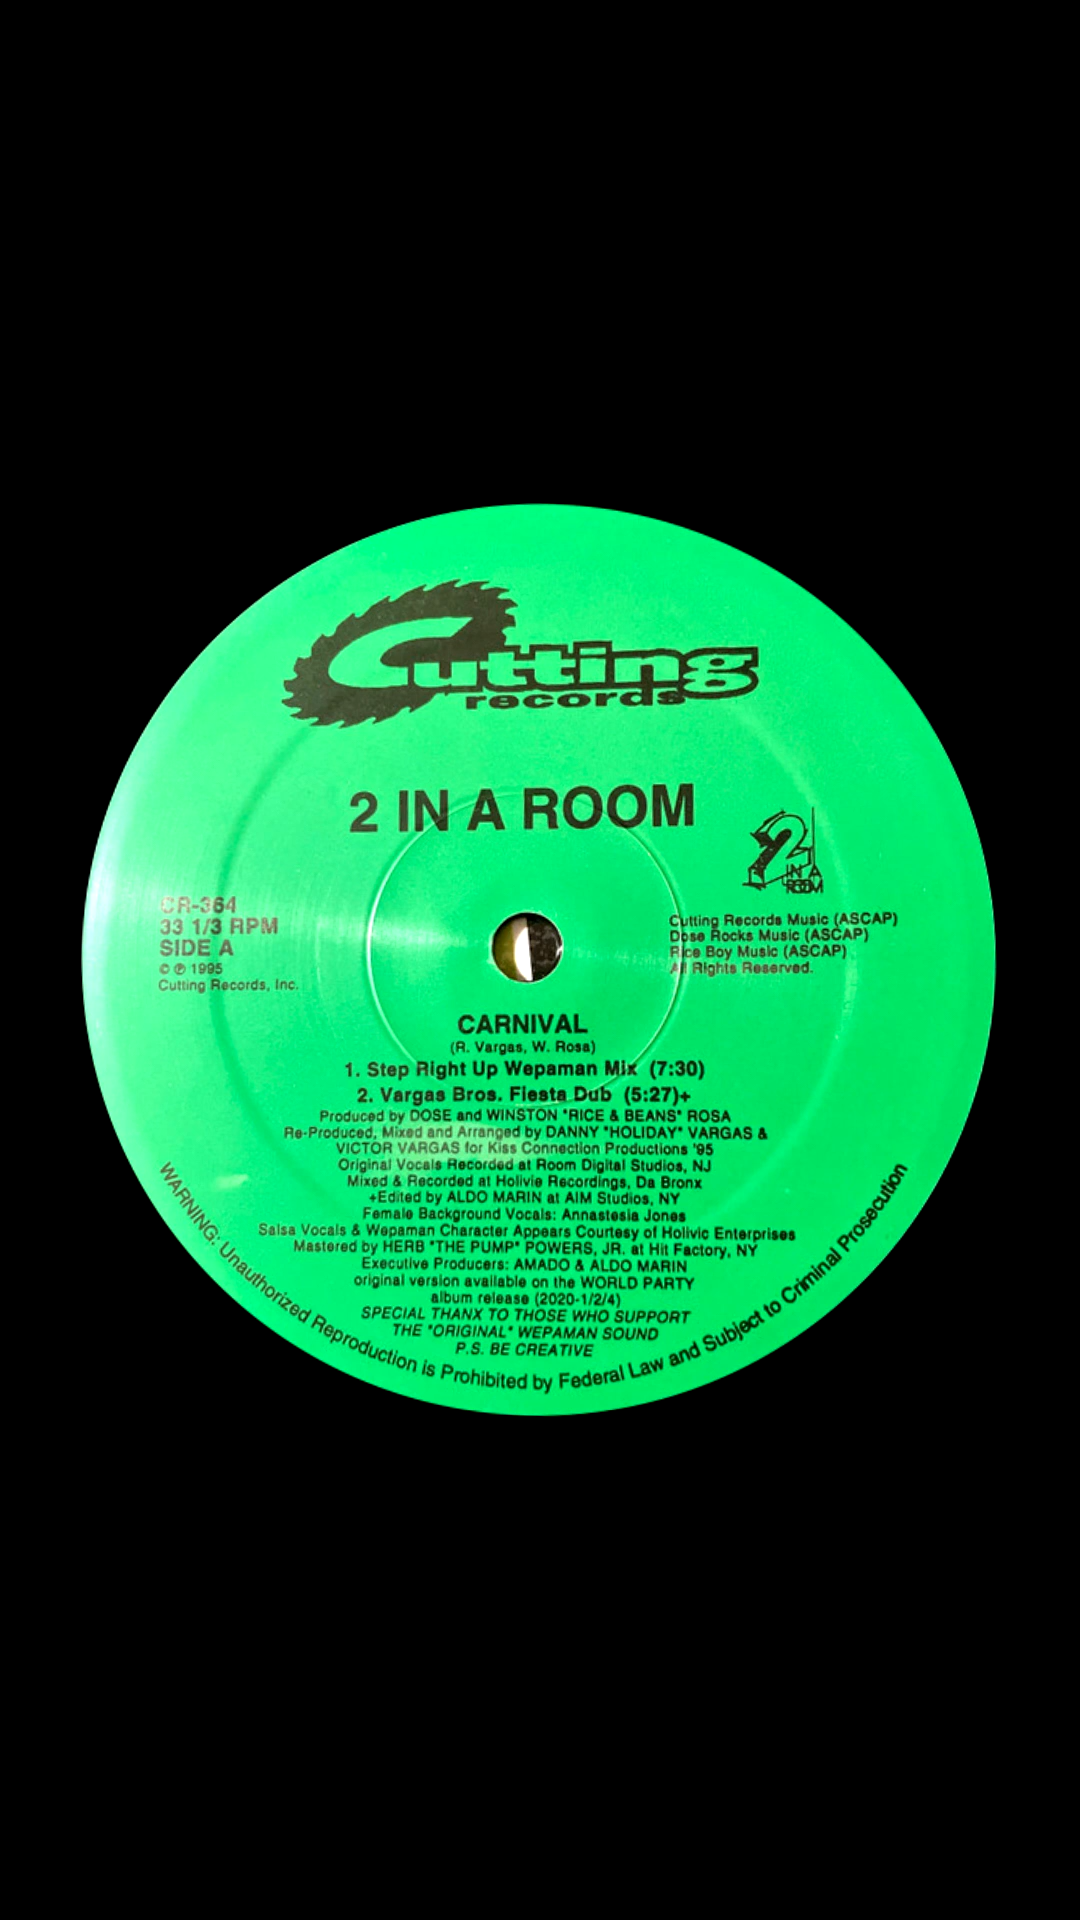 Cutting
records
2 IN A ROOM
2
IN A
ROOM
CR-364
33 1/3 RPM
SIDE A
© ℗ 1995
Cutting Records, Inc.
Cutting Records Music (ASCAP)
Dose Rocks Music (ASCAP)
Rice Boy Music (ASCAP)
All Rights Reserved.
CARNIVAL
(R. Vargas, W. Rosa)
1. Step Right Up Wepaman Mix (7:30)
2. Vargas Bros. Fiesta Dub (5:27)+
Produced by DOSE and WINSTON "RICE & BEANS" ROSA
Re-Produced, Mixed and Arranged by DANNY "HOLIDAY" VARGAS &
VICTOR VARGAS for Kiss Connection Productions '95
Original Vocals Recorded at Room Digital Studios, NJ
Mixed & Recorded at Holivic Recordings, Da Bronx
+Edited by ALDO MARIN at AIM Studios, NY
Female Background Vocals: Annastesia Jones
Salsa Vocals & Wepaman Character Appears Courtesy of Holivic Enterprises
Mastered by HERB "THE PUMP" POWERS, JR. at Hit Factory, NY
Executive Producers: AMADO & ALDO MARIN
original version available on the WORLD PARTY
album release (2020-1/2/4)
SPECIAL THANX TO THOSE WHO SUPPORT
THE "ORIGINAL" WEPAMAN SOUND
P.S. BE CREATIVE
WARNING: Unauthorized Reproduction is Prohibited by Federal Law and Subject to Criminal Prosecution